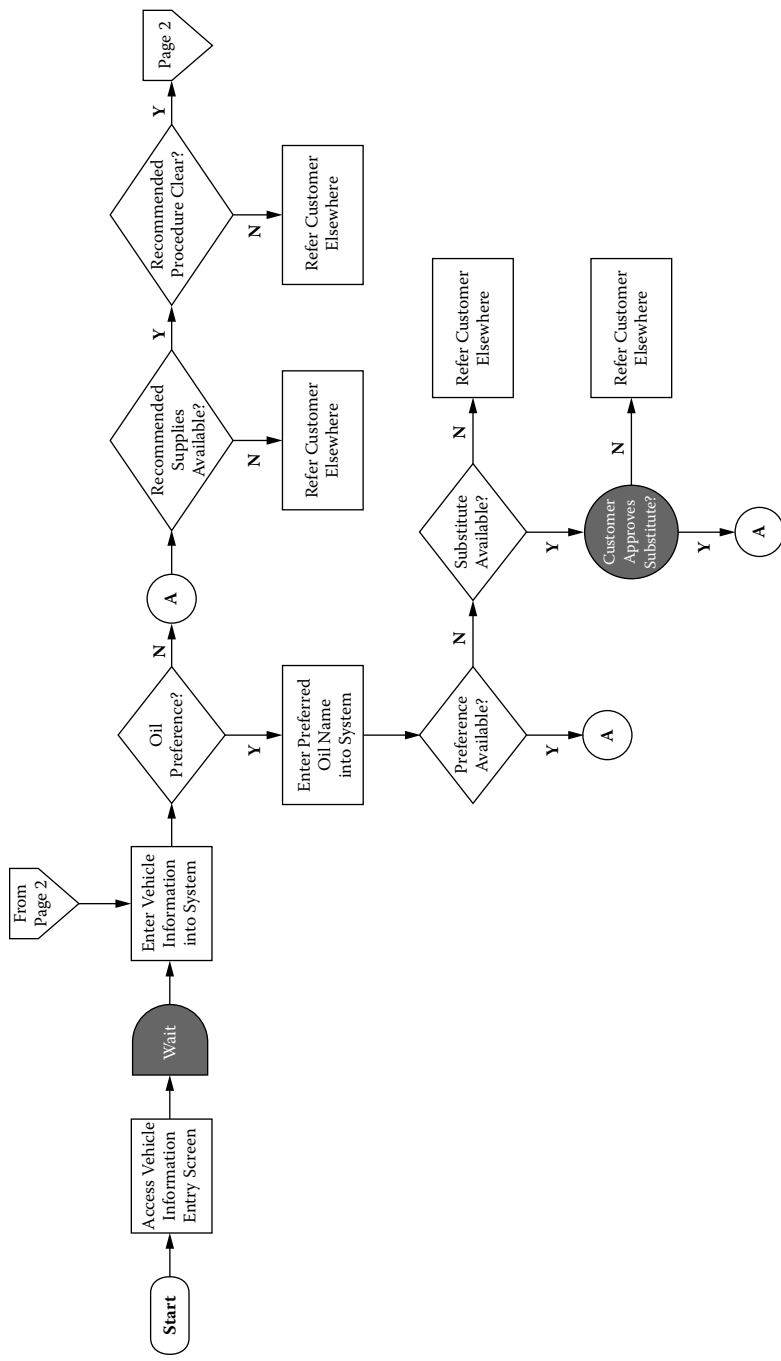 Start
Access Vehicle
Information
Entry Screen
Wait
From
Page 2
Enter Vehicle
Information
into System
Oil
Preference?
N
A
Recommended
Supplies
Available?
Y
Recommended
Procedure Clear?
Y
Page 2
N
Refer Customer
Elsewhere
N
Refer Customer
Elsewhere
Y
Enter Preferred
Oil Name
into System
Preference
Available?
N
Substitute
Available?
N
Refer Customer
Elsewhere
Y
A
Y
Customer
Approves
Substitute?
N
Refer Customer
Elsewhere
Y
A